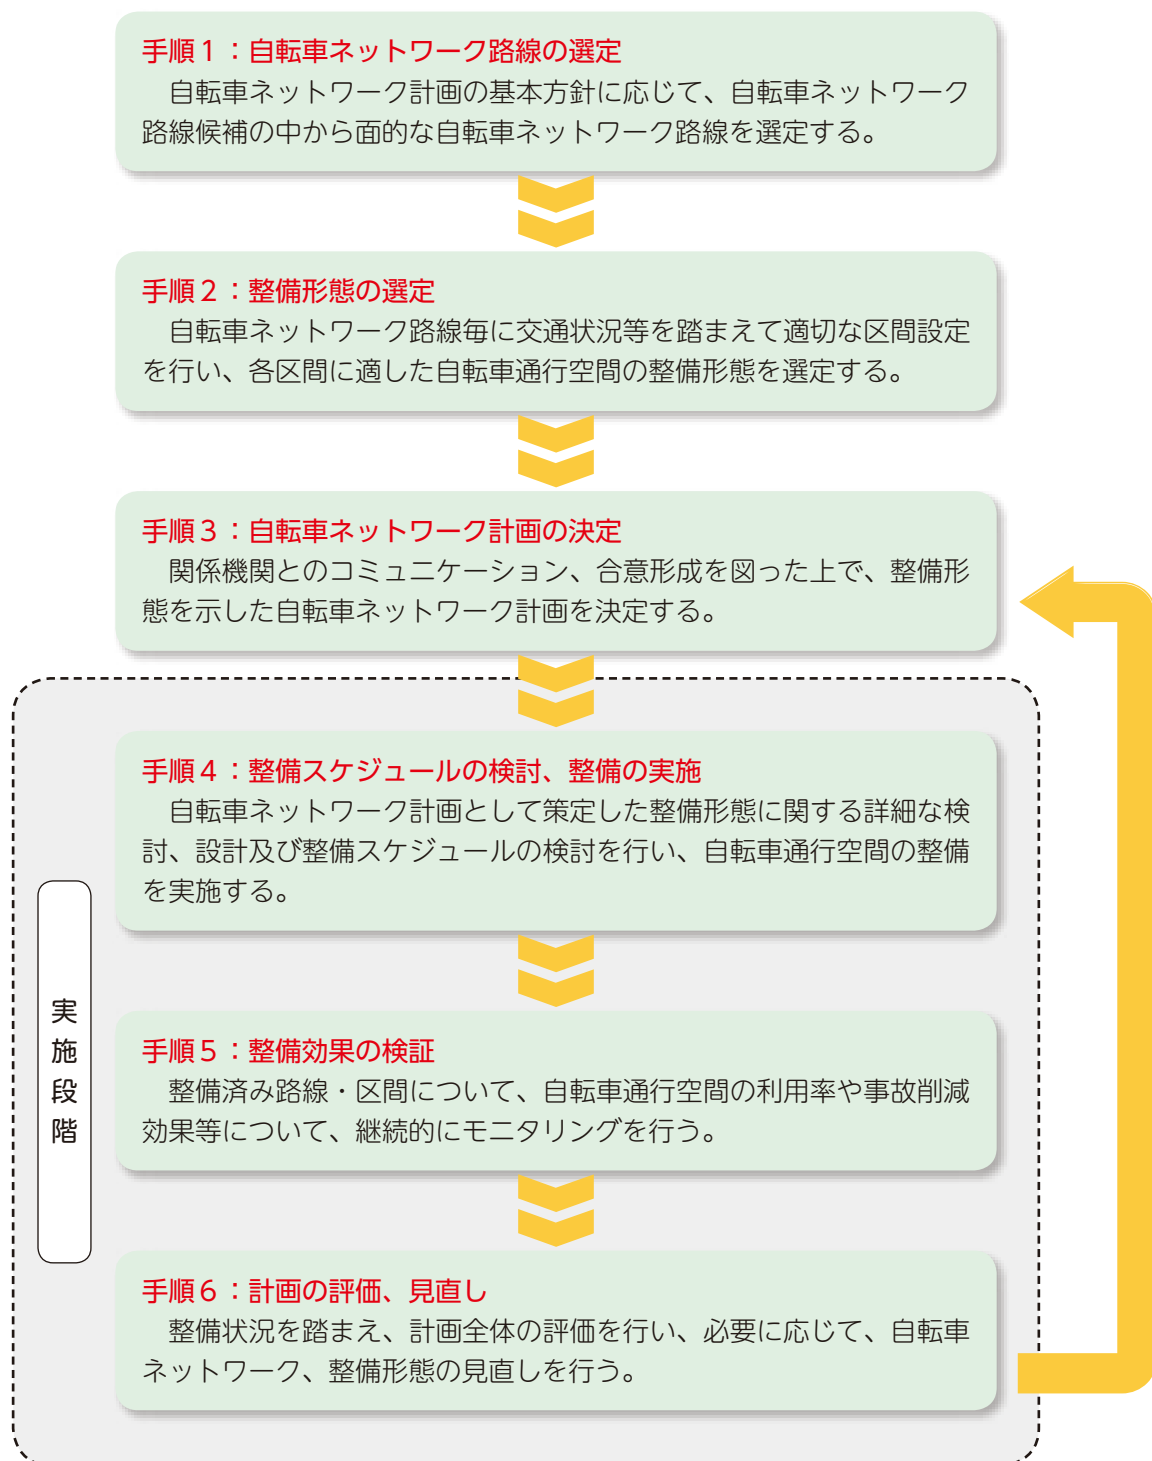 手順１：自転車ネットワーク路線の選定
自転車ネットワーク計画の基本方針に応じて、自転車ネットワーク
路線候補の中から面的な自転車ネットワーク路線を選定する。
手順２：整備形態の選定
自転車ネットワーク路線毎に交通状況等を踏まえて適切な区間設定
を行い、各区間に適した自転車通行空間の整備形態を選定する。
手順３：自転車ネットワーク計画の決定
関係機関とのコミュニケーション、合意形成を図った上で、整備形
態を示した自転車ネットワーク計画を決定する。
実施段階
手順４：整備スケジュールの検討、整備の実施
自転車ネットワーク計画として策定した整備形態に関する詳細な検
討、設計及び整備スケジュールの検討を行い、自転車通行空間の整備
を実施する。
手順５：整備効果の検証
整備済み路線・区間について、自転車通行空間の利用率や事故削減
効果等について、継続的にモニタリングを行う。
手順６：計画の評価、見直し
整備状況を踏まえ、計画全体の評価を行い、必要に応じて、自転車
ネットワーク、整備形態の見直しを行う。